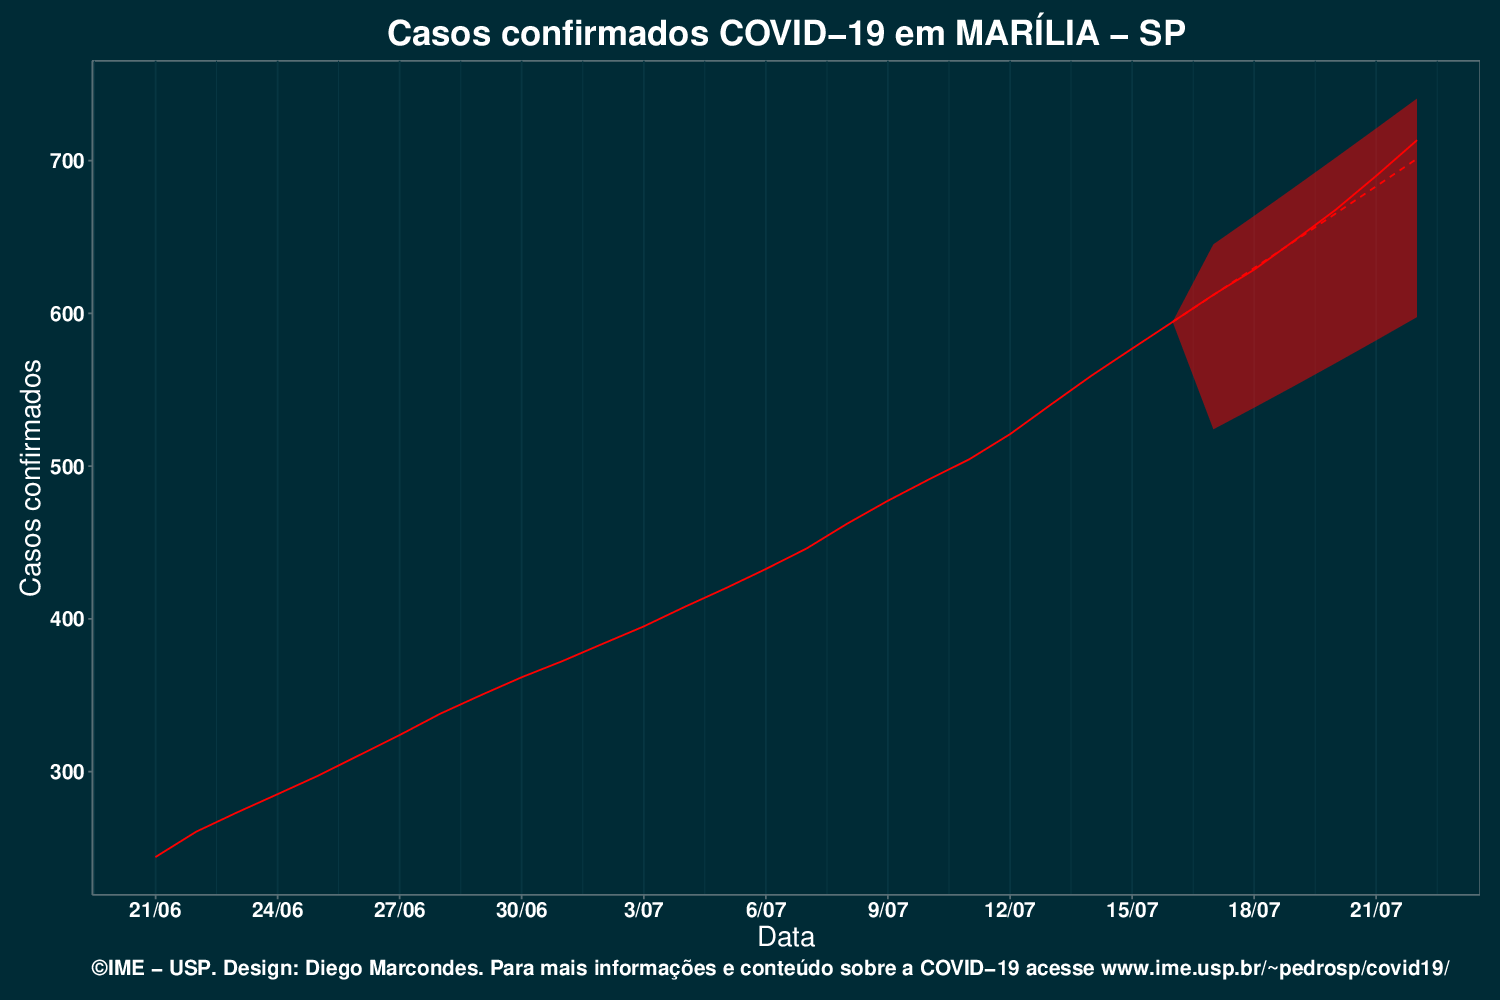 Casos confirmados COVID−19 em MARÍLIA − SP
Casos confirmados
700
600
500
400
300
21/06 24/06 27/06 30/06 3/07 6/07 9/07 12/07 15/07 18/07 21/07
Data
©IME − USP. Design: Diego Marcondes. Para mais informações e conteúdo sobre a COVID−19 acesse www.ime.usp.br/~pedrosp/covid19/